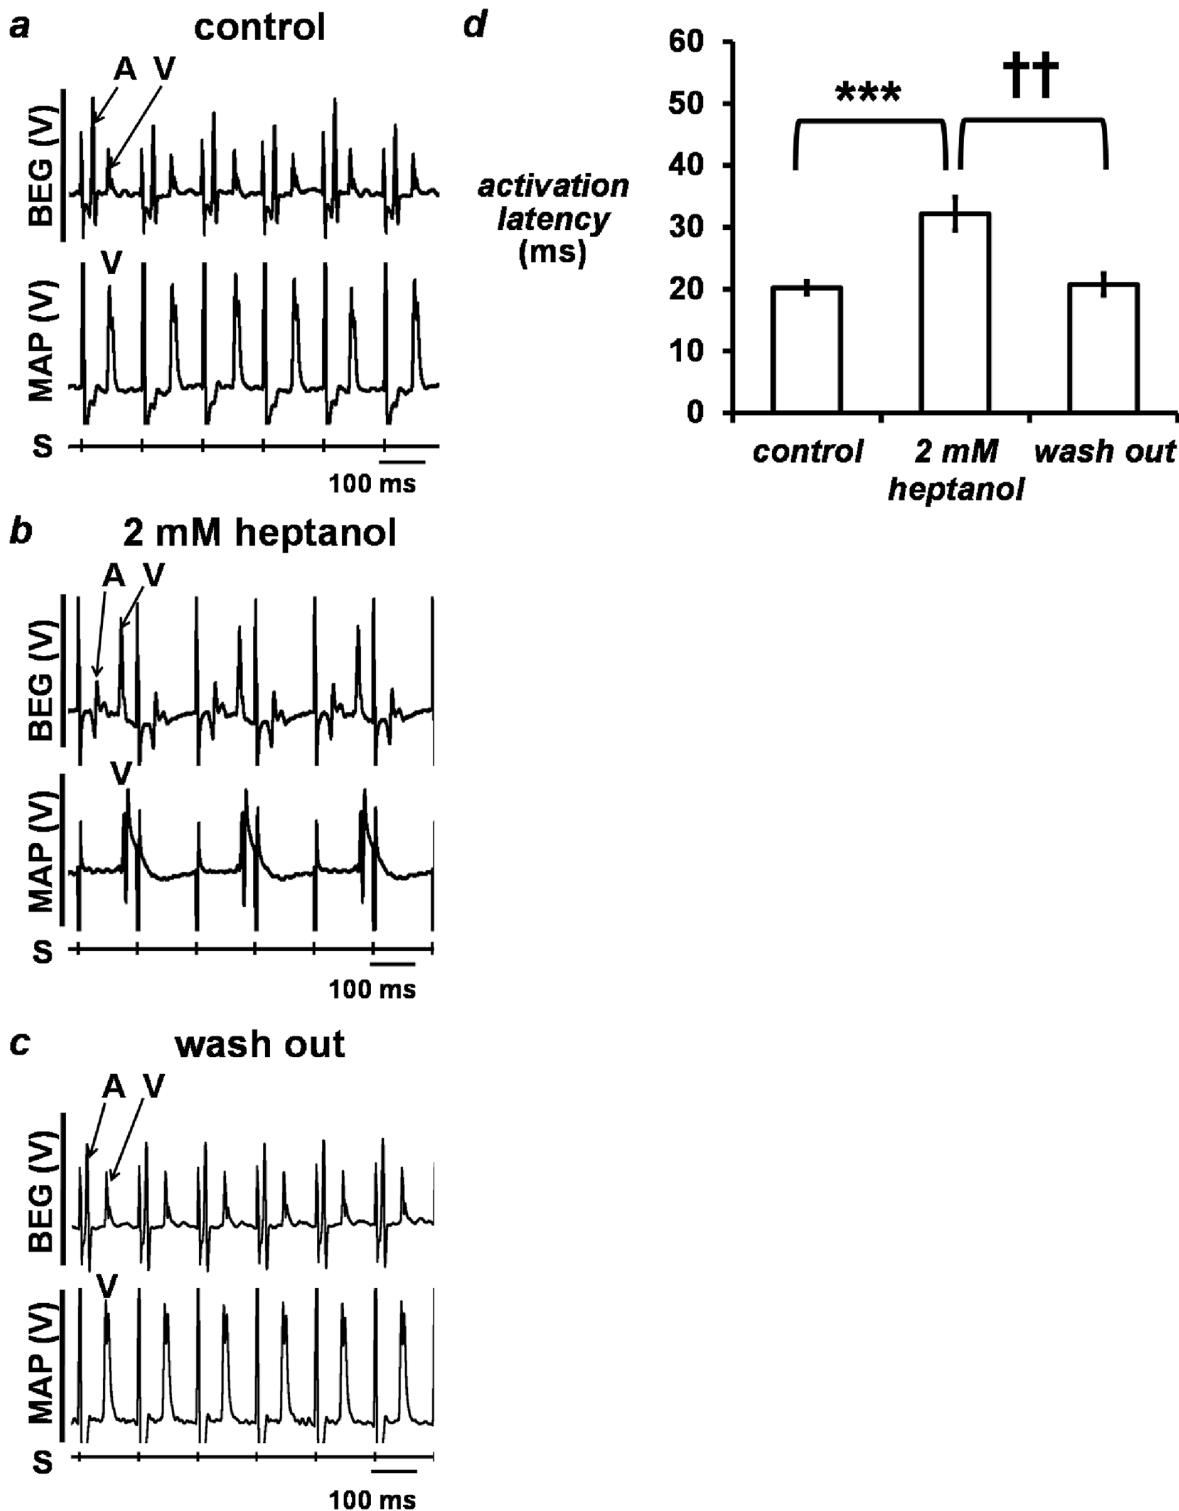 a
control
A V
BEG (V)
V
MAP (V)
S
100 ms
b
2 mM heptanol
A V
BEG (V)
V
MAP (V)
S
100 ms
c
wash out
A V
BEG (V)
V
MAP (V)
S
100 ms
d
activation
latency
(ms)
60
50
40
30
20
10
0
***
††
control
2 mM
heptanol
wash out